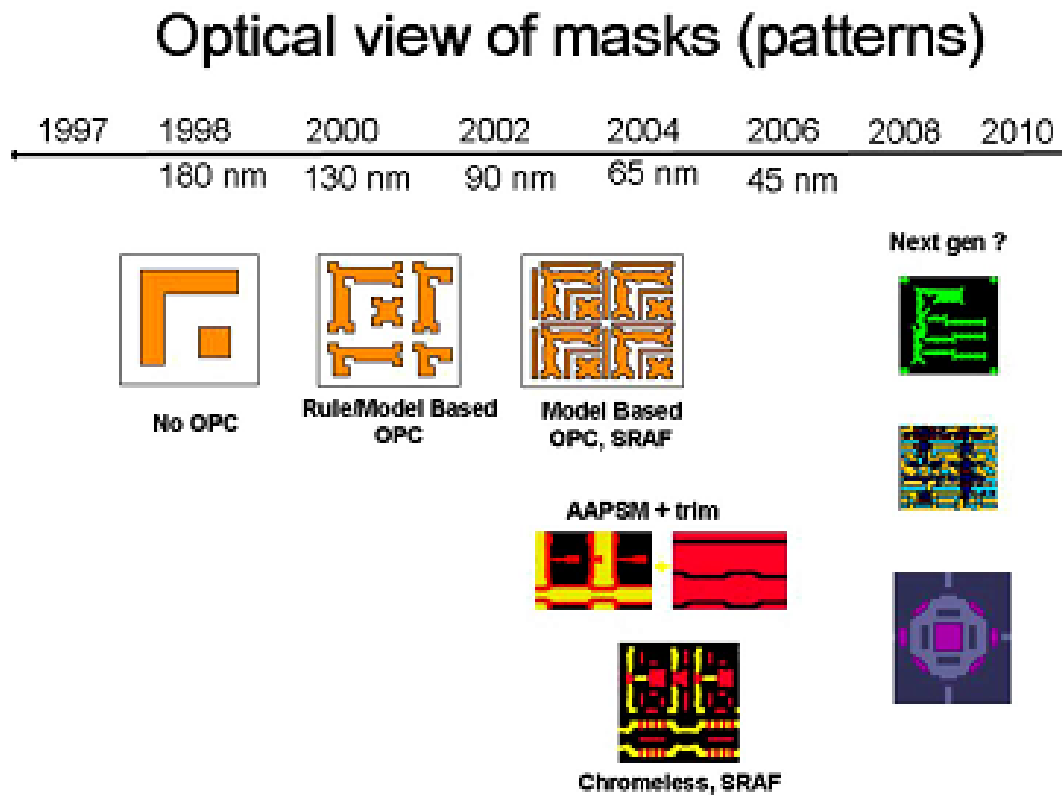 Optical view of masks (patterns)
1997 1998 2000 2002 2004 2006 2008 2010
180 nm 130 nm 90 nm 65 nm 45 nm
Next gen ?
No OPC
Rule/Model Based
OPC
Model Based
OPC, SRAF
AAPSM + trim
Chromeless, SRAF